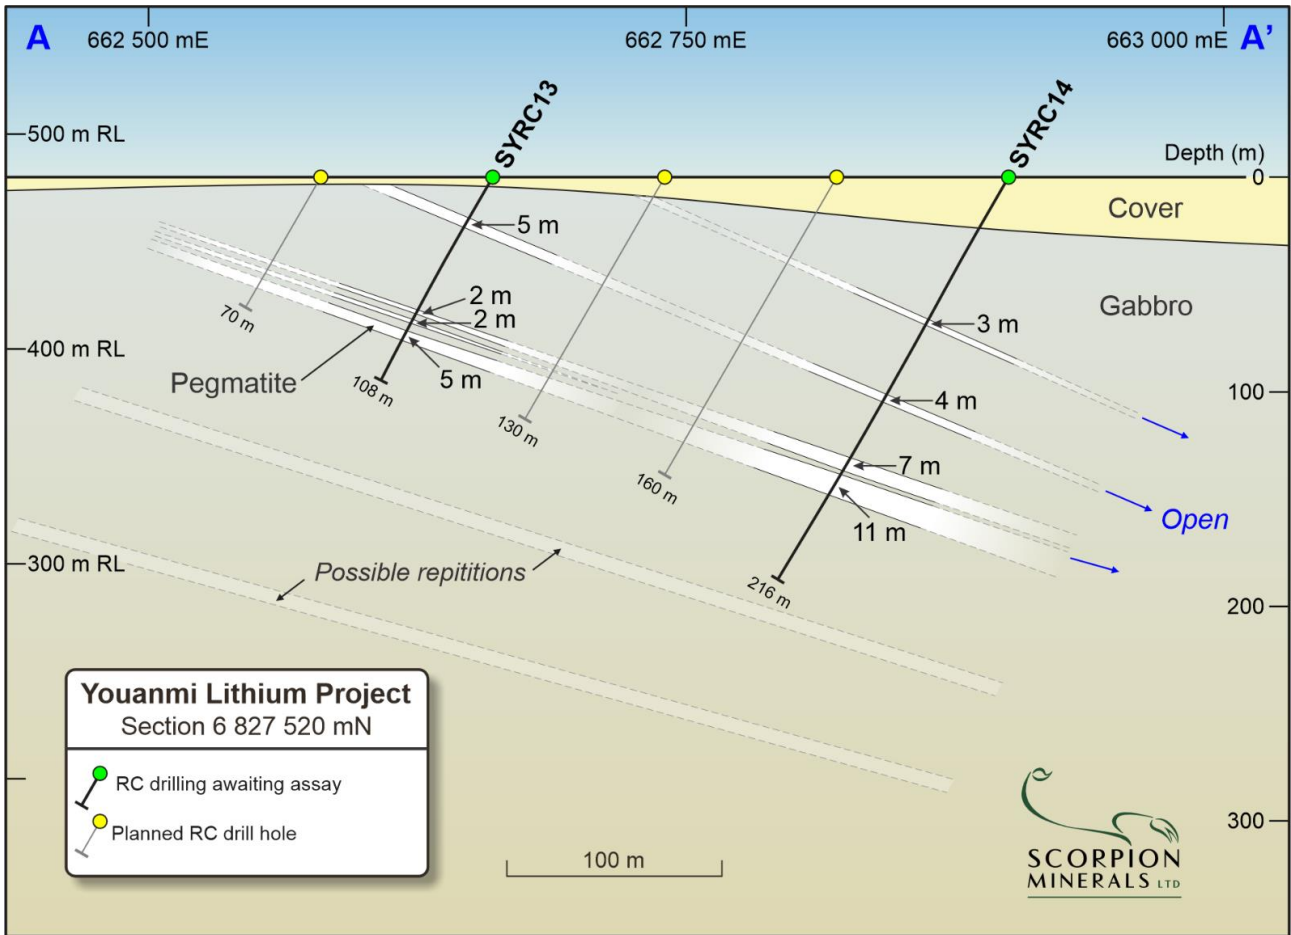 A
662 500 mE
662 750 mE
663 000 mE
A’
SYRC13
SYRC14
500 m RL
Depth (m)
0
Cover
5 m
Gabbro
2 m
2 m
3 m
70 m
400 m RL
Pegmatite
5 m
108 m
100
4 m
130 m
7 m
160 m
11 m
Open
300 m RL
Possible repititions
216 m
200
Youanmi Lithium Project
Section 6 827 520 mN
RC drilling awaiting assay
Planned RC drill hole
100 m
300
SCORPION
MINERALS LTD